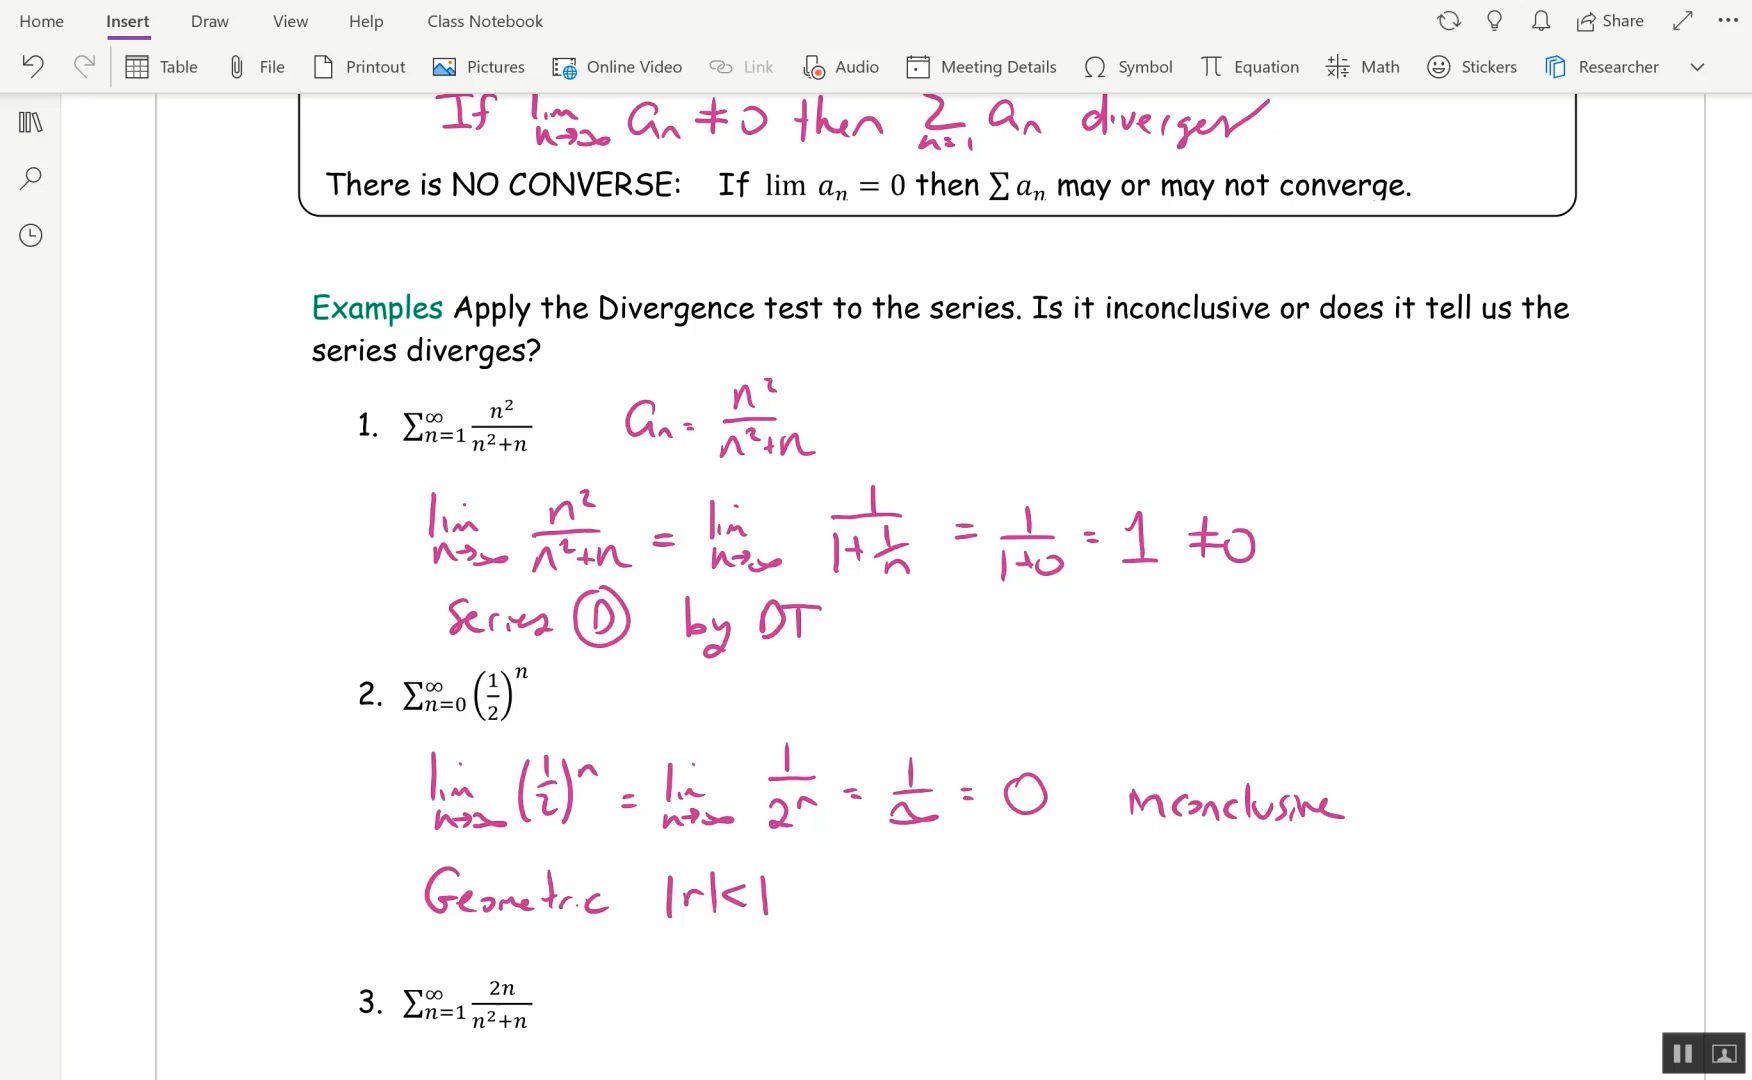 Home Insert Draw View Help Class Notebook Share
Table File Printout Pictures Online Video Link Audio Meeting Details Symbol Equation Math Stickers Researcher
If lim n→∞ aₙ ≠ 0 then ∑ n=1 aₙ diverges
There is NO CONVERSE: If lim aₙ = 0 then ∑ aₙ may or may not converge.
Examples Apply the Divergence test to the series. Is it inconclusive or does it tell us the
series diverges?
1. ∑_{n=1}^{∞} n²/(n²+n) aₙ = n²/(n²+n)
lim n→∞ n²/(n²+n) = lim n→∞ 1/(1+1/n) = 1/(1+0) = 1 ≠ 0
Series Ⓓ by DT
2. ∑_{n=0}^{∞} (1/2)ⁿ
lim n→∞ (1/2)ⁿ = lim n→∞ 1/2ⁿ = 1/∞ = 0 inconclusive
Geometric |r|<1
3. ∑_{n=1}^{∞} 2n/(n²+n)